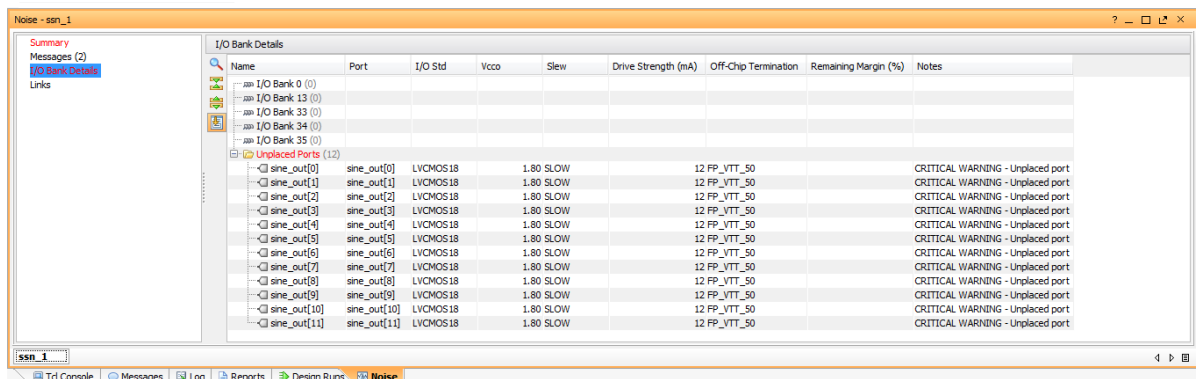 Noise - ssn_1
Summary
Messages (2)
I/O Bank Details
Links
I/O Bank Details
Name Port I/O Std Vcco Slew Drive Strength (mA) Off-Chip Termination Remaining Margin (%) Notes
I/O Bank 0 (0)
I/O Bank 13 (0)
I/O Bank 33 (0)
I/O Bank 34 (0)
I/O Bank 35 (0)
Unplaced Ports (12)
sine_out[0] sine_out[0] LVCMOS18 1.80 SLOW 12 FP_VTT_50 CRITICAL WARNING - Unplaced port
sine_out[1] sine_out[1] LVCMOS18 1.80 SLOW 12 FP_VTT_50 CRITICAL WARNING - Unplaced port
sine_out[2] sine_out[2] LVCMOS18 1.80 SLOW 12 FP_VTT_50 CRITICAL WARNING - Unplaced port
sine_out[3] sine_out[3] LVCMOS18 1.80 SLOW 12 FP_VTT_50 CRITICAL WARNING - Unplaced port
sine_out[4] sine_out[4] LVCMOS18 1.80 SLOW 12 FP_VTT_50 CRITICAL WARNING - Unplaced port
sine_out[5] sine_out[5] LVCMOS18 1.80 SLOW 12 FP_VTT_50 CRITICAL WARNING - Unplaced port
sine_out[6] sine_out[6] LVCMOS18 1.80 SLOW 12 FP_VTT_50 CRITICAL WARNING - Unplaced port
sine_out[7] sine_out[7] LVCMOS18 1.80 SLOW 12 FP_VTT_50 CRITICAL WARNING - Unplaced port
sine_out[8] sine_out[8] LVCMOS18 1.80 SLOW 12 FP_VTT_50 CRITICAL WARNING - Unplaced port
sine_out[9] sine_out[9] LVCMOS18 1.80 SLOW 12 FP_VTT_50 CRITICAL WARNING - Unplaced port
sine_out[10] sine_out[10] LVCMOS18 1.80 SLOW 12 FP_VTT_50 CRITICAL WARNING - Unplaced port
sine_out[11] sine_out[11] LVCMOS18 1.80 SLOW 12 FP_VTT_50 CRITICAL WARNING - Unplaced port
ssn_1
Tcl Console Messages Log Reports Design Runs Noise